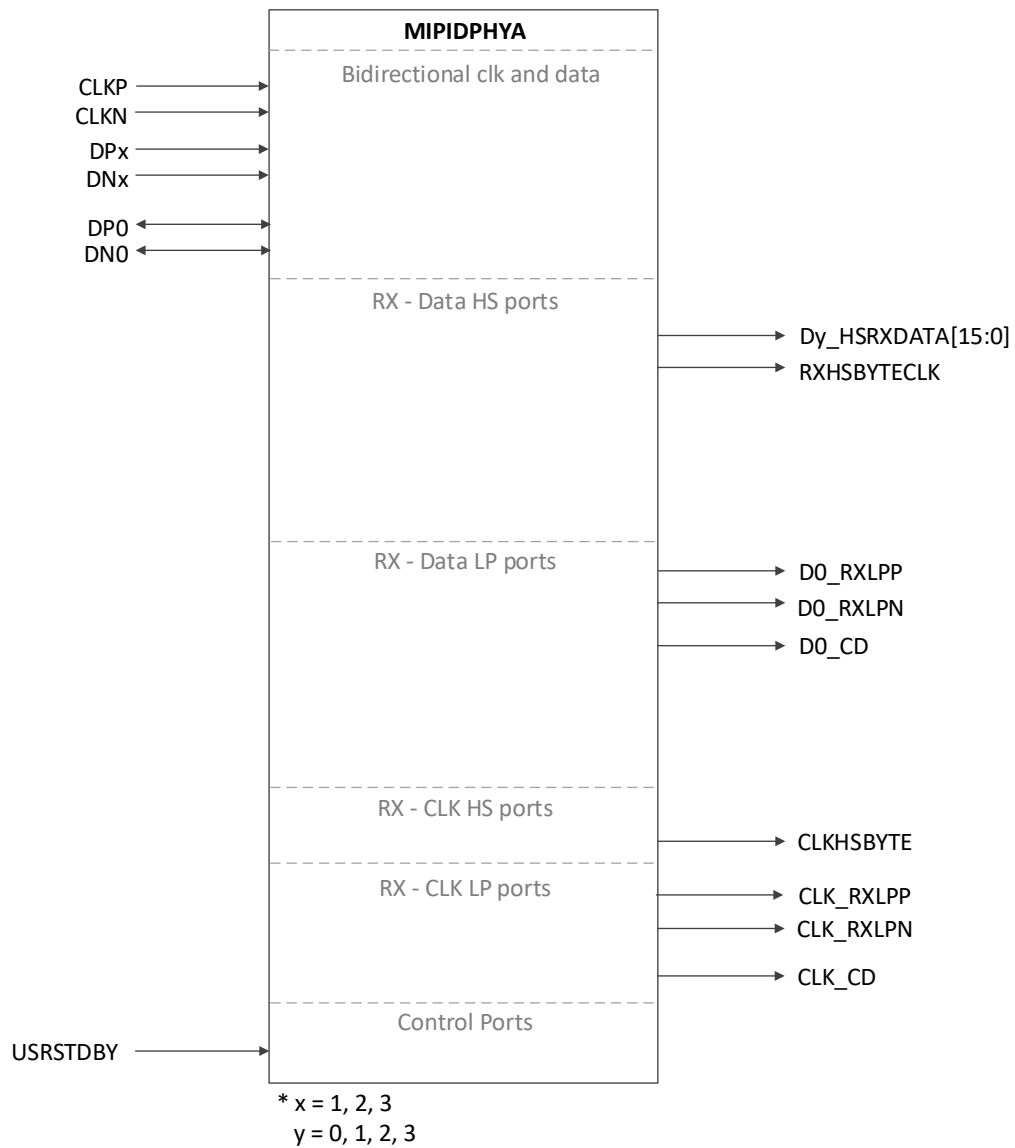 MIPIDPHYA
Bidirectional clk and data
CLKP
CLKN
DPx
DNx
DP0
DN0
RX - Data HS ports
Dy_HSRXDATA[15:0]
RXHSBYTECLK
RX - Data LP ports
D0_RXLPP
D0_RXLPN
D0_CD
RX - CLK HS ports
CLKHSBYTE
RX - CLK LP ports
CLK_RXLPP
CLK_RXLPN
CLK_CD
Control Ports
USRSTDBY
* x = 1, 2, 3
y = 0, 1, 2, 3